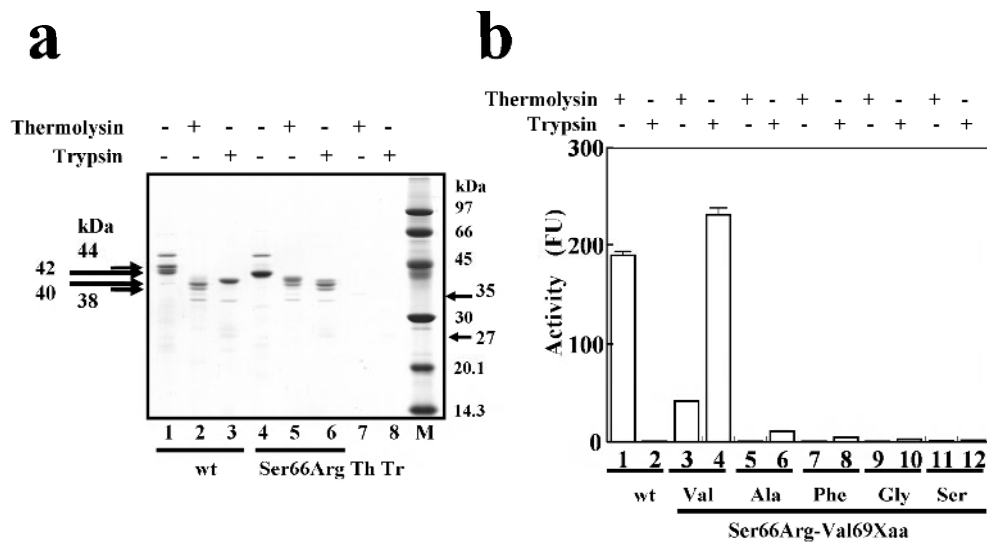 a
Thermolysin - + - - + - + -
Trypsin - - + - - + - +
kDa
44
42
40
38
kDa
97
66
45
35
30
27
20.1
14.3
1 2 3 4 5 6 7 8 M
wt Ser66Arg Th Tr
b
Thermolysin + - + - + - + - + - + -
Trypsin - + - + - + - + - + - +
Activity (FU)
300
200
100
0
1 2 3 4 5 6 7 8 9 10 11 12
wt Val Ala Phe Gly Ser
Ser66Arg-Val69Xaa